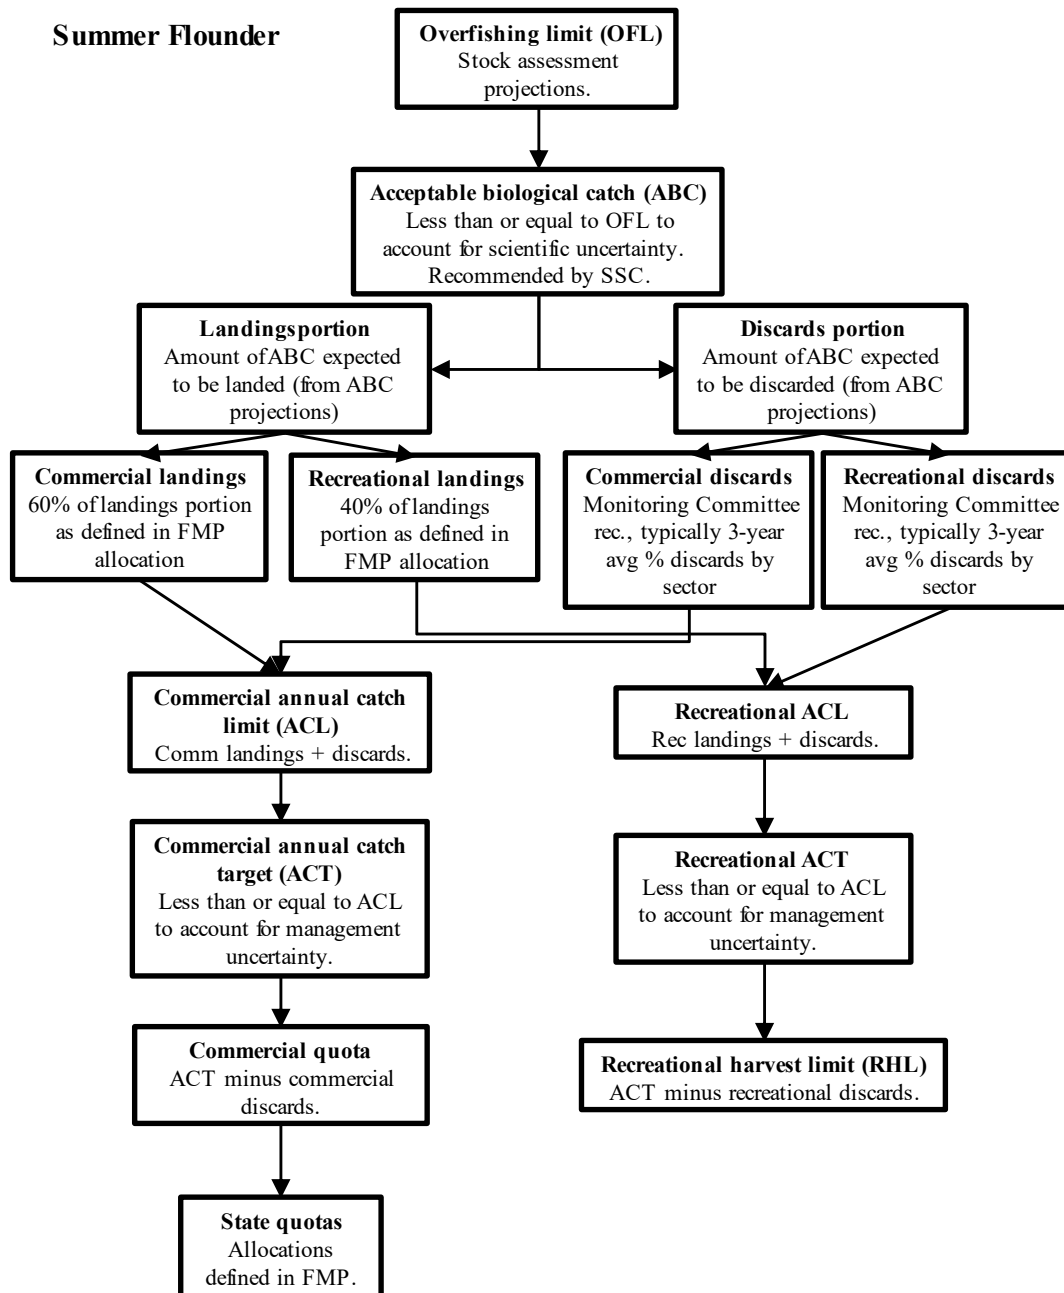 Summer Flounder
Overfishing limit (OFL)
Stock assessment
projections.
Acceptable biological catch (ABC)
Less than or equal to OFL to
account for scientific uncertainty.
Recommended by SSC.
Landingsportion
Amount of ABC expected
to be landed (from ABC
projections)
Discards portion
Amount of ABC expected
to be discarded (from ABC
projections)
Commercial landings
60% of landings portion
as defined in FMP
allocation
Recreational landings
40% of landings
portion as defined in
FMP allocation
Commercial discards
Monitoring Committee
rec., typically 3-year
avg % discards by
sector
Recreational discards
Monitoring Committee
rec., typically 3-year
avg % discards by
sector
Commercial annual catch
limit (ACL)
Comm landings + discards.
Recreational ACL
Rec landings + discards.
Commercial annual catch
target (ACT)
Less than or equal to ACL
to account for management
uncertainty.
Recreational ACT
Less than or equal to ACL
to account for management
uncertainty.
Commercial quota
ACT minus commercial
discards.
Recreational harvest limit (RHL)
ACT minus recreational discards.
State quotas
Allocations
defined in FMP.